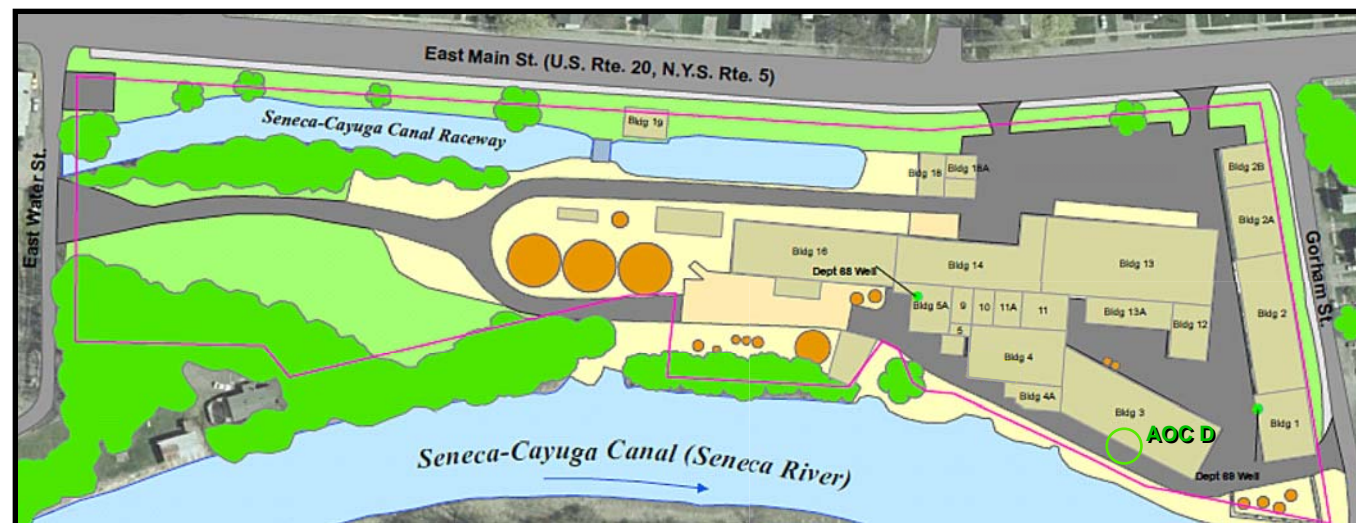 East Main St. (U.S. Rte. 20, N.Y.S. Rte. 5)
Bldg 19
Seneca-Cayuga Canal Raceway
East Water St.
Bldg 18
Bldg 18A
Bldg 2B
Bldg 2A
Gorham St.
Bldg 16
Bldg 14
Bldg 13
Dept 68 Well
Bldg 5A
9
10
11A
11
Bldg 13A
Bldg 12
Bldg 2
5
Bldg 4
Bldg 4A
Bldg 3
AOC D
Bldg 1
Dept 69 Well
Seneca-Cayuga Canal (Seneca River)